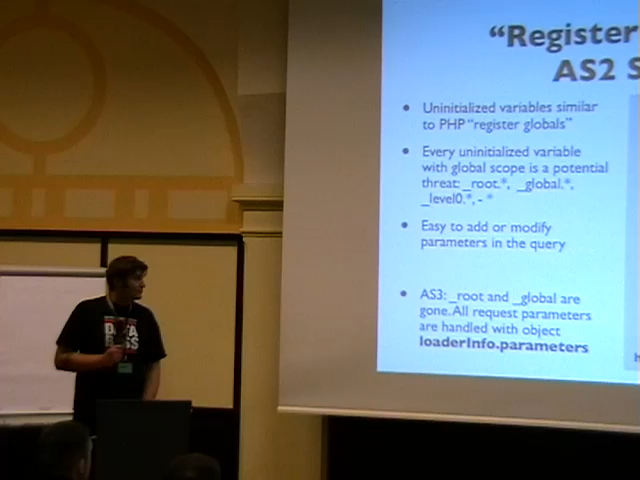 “Register
AS2 S
• Uninitialized variables similar
to PHP “register globals”
• Every uninitialized variable
with global scope is a potential
threat: _root.*, _global.*,
_level0.*, - *
• Easy to add or modify
parameters in the query
• AS3: _root and _global are
gone. All request parameters
are handled with object
loaderInfo.parameters
h